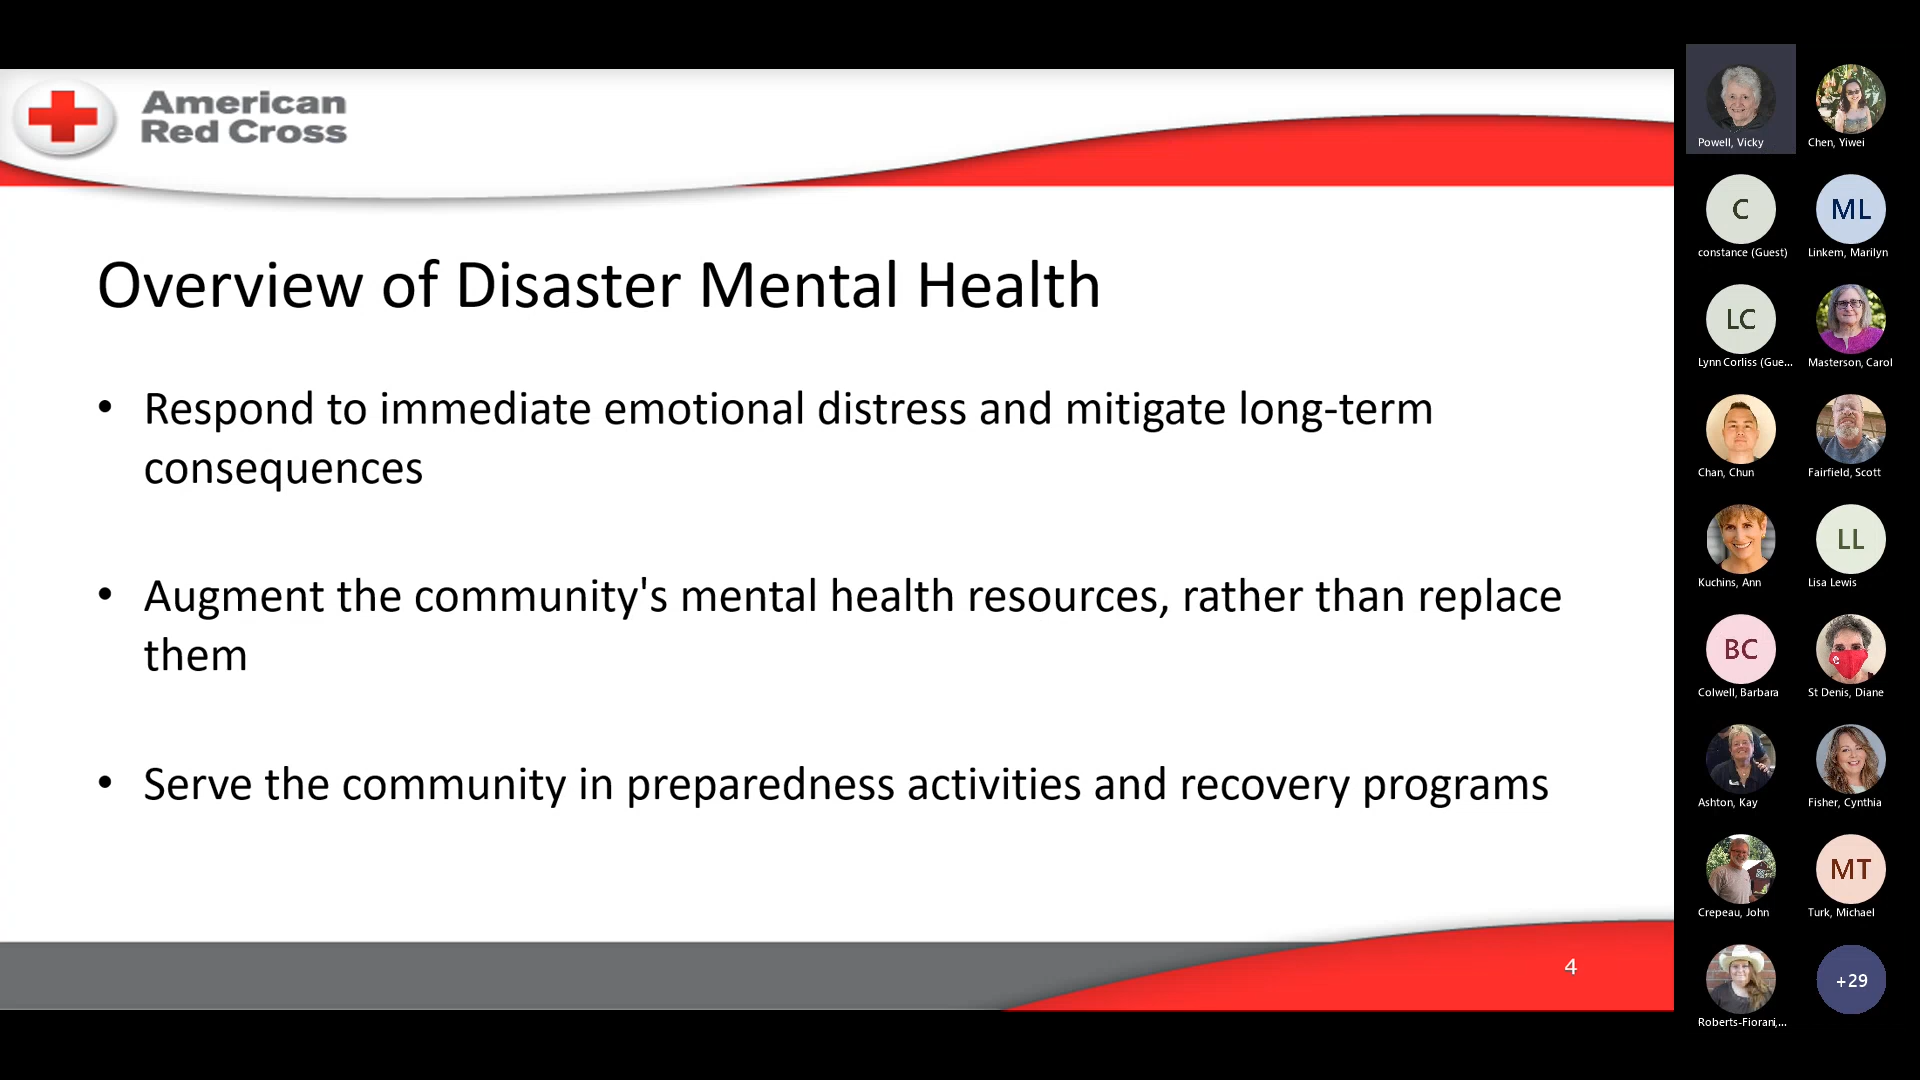 American
Red Cross
Overview of Disaster Mental Health
• Respond to immediate emotional distress and mitigate long-term
consequences
• Augment the community's mental health resources, rather than replace
them
• Serve the community in preparedness activities and recovery programs
4
Powell, Vicky
Chen, Yiwei
C
constance (Guest)
ML
Linkem, Marilyn
LC
Lynn Corliss (Gue...
Masterson, Carol
Chan, Chun
Fairfield, Scott
Kuchins, Ann
LL
Lisa Lewis
BC
Colwell, Barbara
St Denis, Diane
Ashton, Kay
Fisher, Cynthia
Crepeau, John
MT
Turk, Michael
Roberts-Fiorani,...
+29